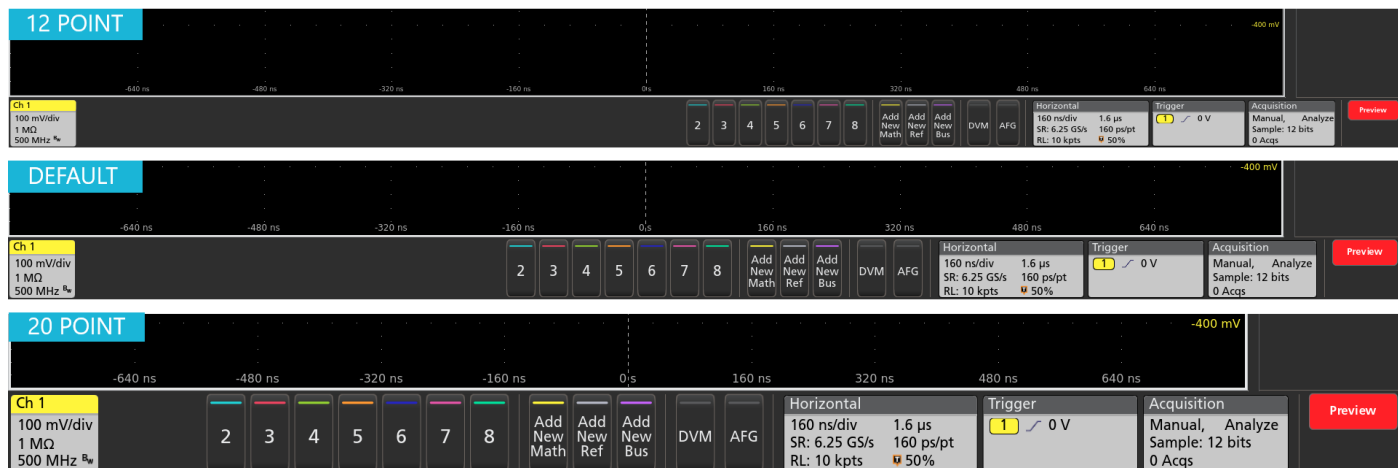 12 POINT
-400 mV
-640 ns -480 ns -320 ns -160 ns 0s 160 ns 320 ns 480 ns 640 ns
Ch 1
100 mV/div
1 MΩ
500 MHz Bw
2 3 4 5 6 7 8
Add New Math
Add New Ref
Add New Bus
DVM
AFG
Horizontal
160 ns/div 1.6 µs
SR: 6.25 GS/s 160 ps/pt
RL: 10 kpts 50%
Trigger
1 0 V
Acquisition
Manual, Analyze
Sample: 12 bits
0 Acqs
Preview
DEFAULT
-400 mV
-640 ns -480 ns -320 ns -160 ns 0s 160 ns 320 ns 480 ns 640 ns
Ch 1
100 mV/div
1 MΩ
500 MHz Bw
2 3 4 5 6 7 8
Add New Math
Add New Ref
Add New Bus
DVM
AFG
Horizontal
160 ns/div 1.6 µs
SR: 6.25 GS/s 160 ps/pt
RL: 10 kpts 50%
Trigger
1 0 V
Acquisition
Manual, Analyze
Sample: 12 bits
0 Acqs
Preview
20 POINT
-400 mV
-640 ns -480 ns -320 ns -160 ns 0s 160 ns 320 ns 480 ns 640 ns
Ch 1
100 mV/div
1 MΩ
500 MHz Bw
2 3 4 5 6 7 8
Add New Math
Add New Ref
Add New Bus
DVM
AFG
Horizontal
160 ns/div 1.6 µs
SR: 6.25 GS/s 160 ps/pt
RL: 10 kpts 50%
Trigger
1 0 V
Acquisition
Manual, Analyze
Sample: 12 bits
0 Acqs
Preview